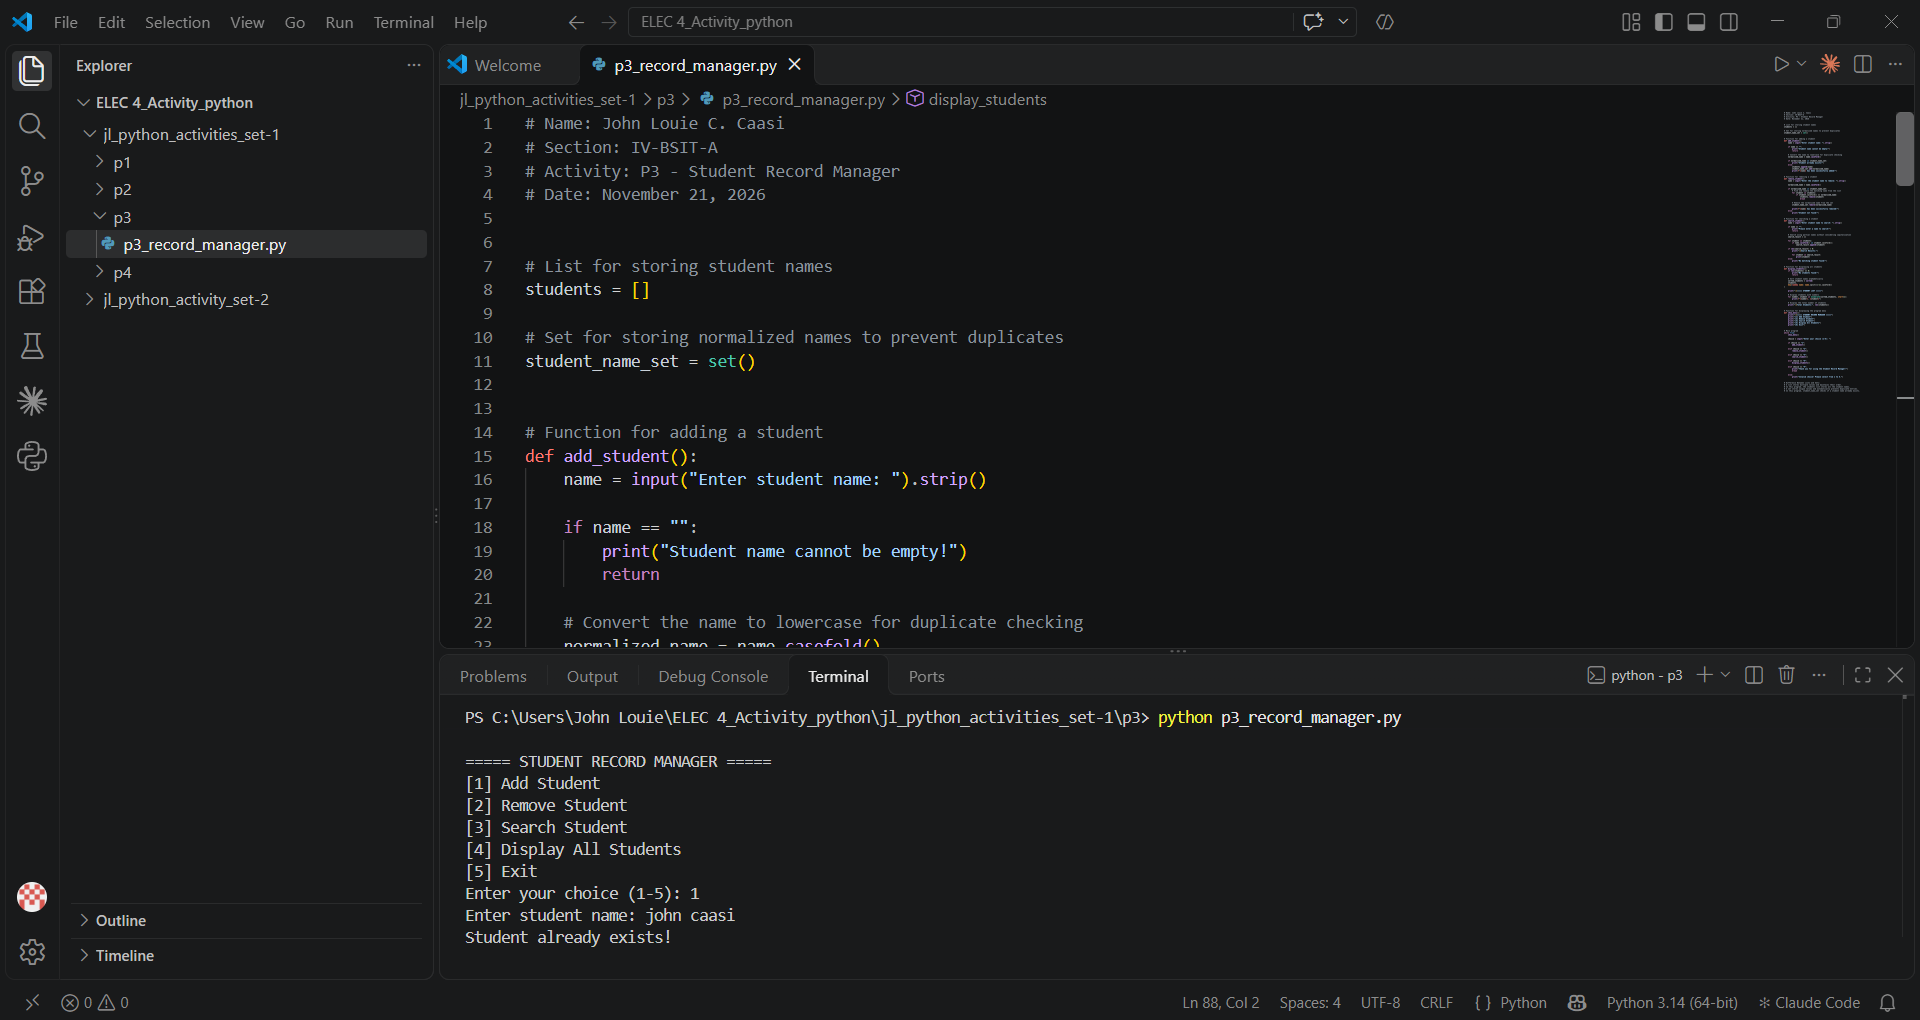 File Edit Selection View Go Run Terminal Help
ELEC 4_Activity_python
Explorer
ELEC 4_Activity_python
jl_python_activities_set-1
p1
p2
p3
p3_record_manager.py
p4
jl_python_activity_set-2
Outline
Timeline
Welcome
p3_record_manager.py
jl_python_activities_set-1 > p3 > p3_record_manager.py > display_students
1 # Name: John Louie C. Caasi
2 # Section: IV-BSIT-A
3 # Activity: P3 - Student Record Manager
4 # Date: November 21, 2026
5
6
7 # List for storing student names
8 students = []
9
10 # Set for storing normalized names to prevent duplicates
11 student_name_set = set()
12
13
14 # Function for adding a student
15 def add_student():
16 name = input("Enter student name: ").strip()
17
18 if name == "":
19 print("Student name cannot be empty!")
20 return
21
22 # Convert the name to lowercase for duplicate checking
23 normalized_name = name.casefold()
Problems Output Debug Console Terminal Ports
python - p3
PS C:\Users\John Louie\ELEC 4_Activity_python\jl_python_activities_set-1\p3> python p3_record_manager.py
===== STUDENT RECORD MANAGER =====
[1] Add Student
[2] Remove Student
[3] Search Student
[4] Display All Students
[5] Exit
Enter your choice (1-5): 1
Enter student name: john caasi
Student already exists!
0 0
Ln 88, Col 2 Spaces: 4 UTF-8 CRLF { } Python Python 3.14 (64-bit) Claude Code